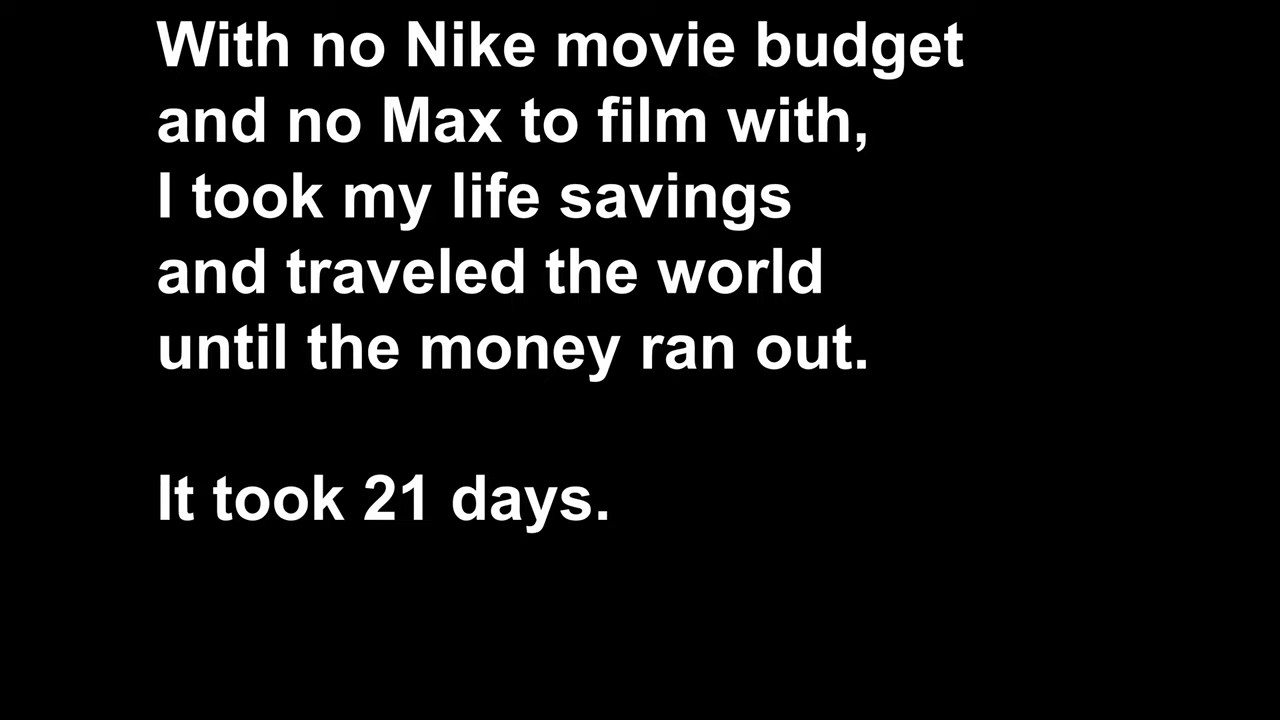 With no Nike movie budget
and no Max to film with,
I took my life savings
and traveled the world
until the money ran out.
It took 21 days.